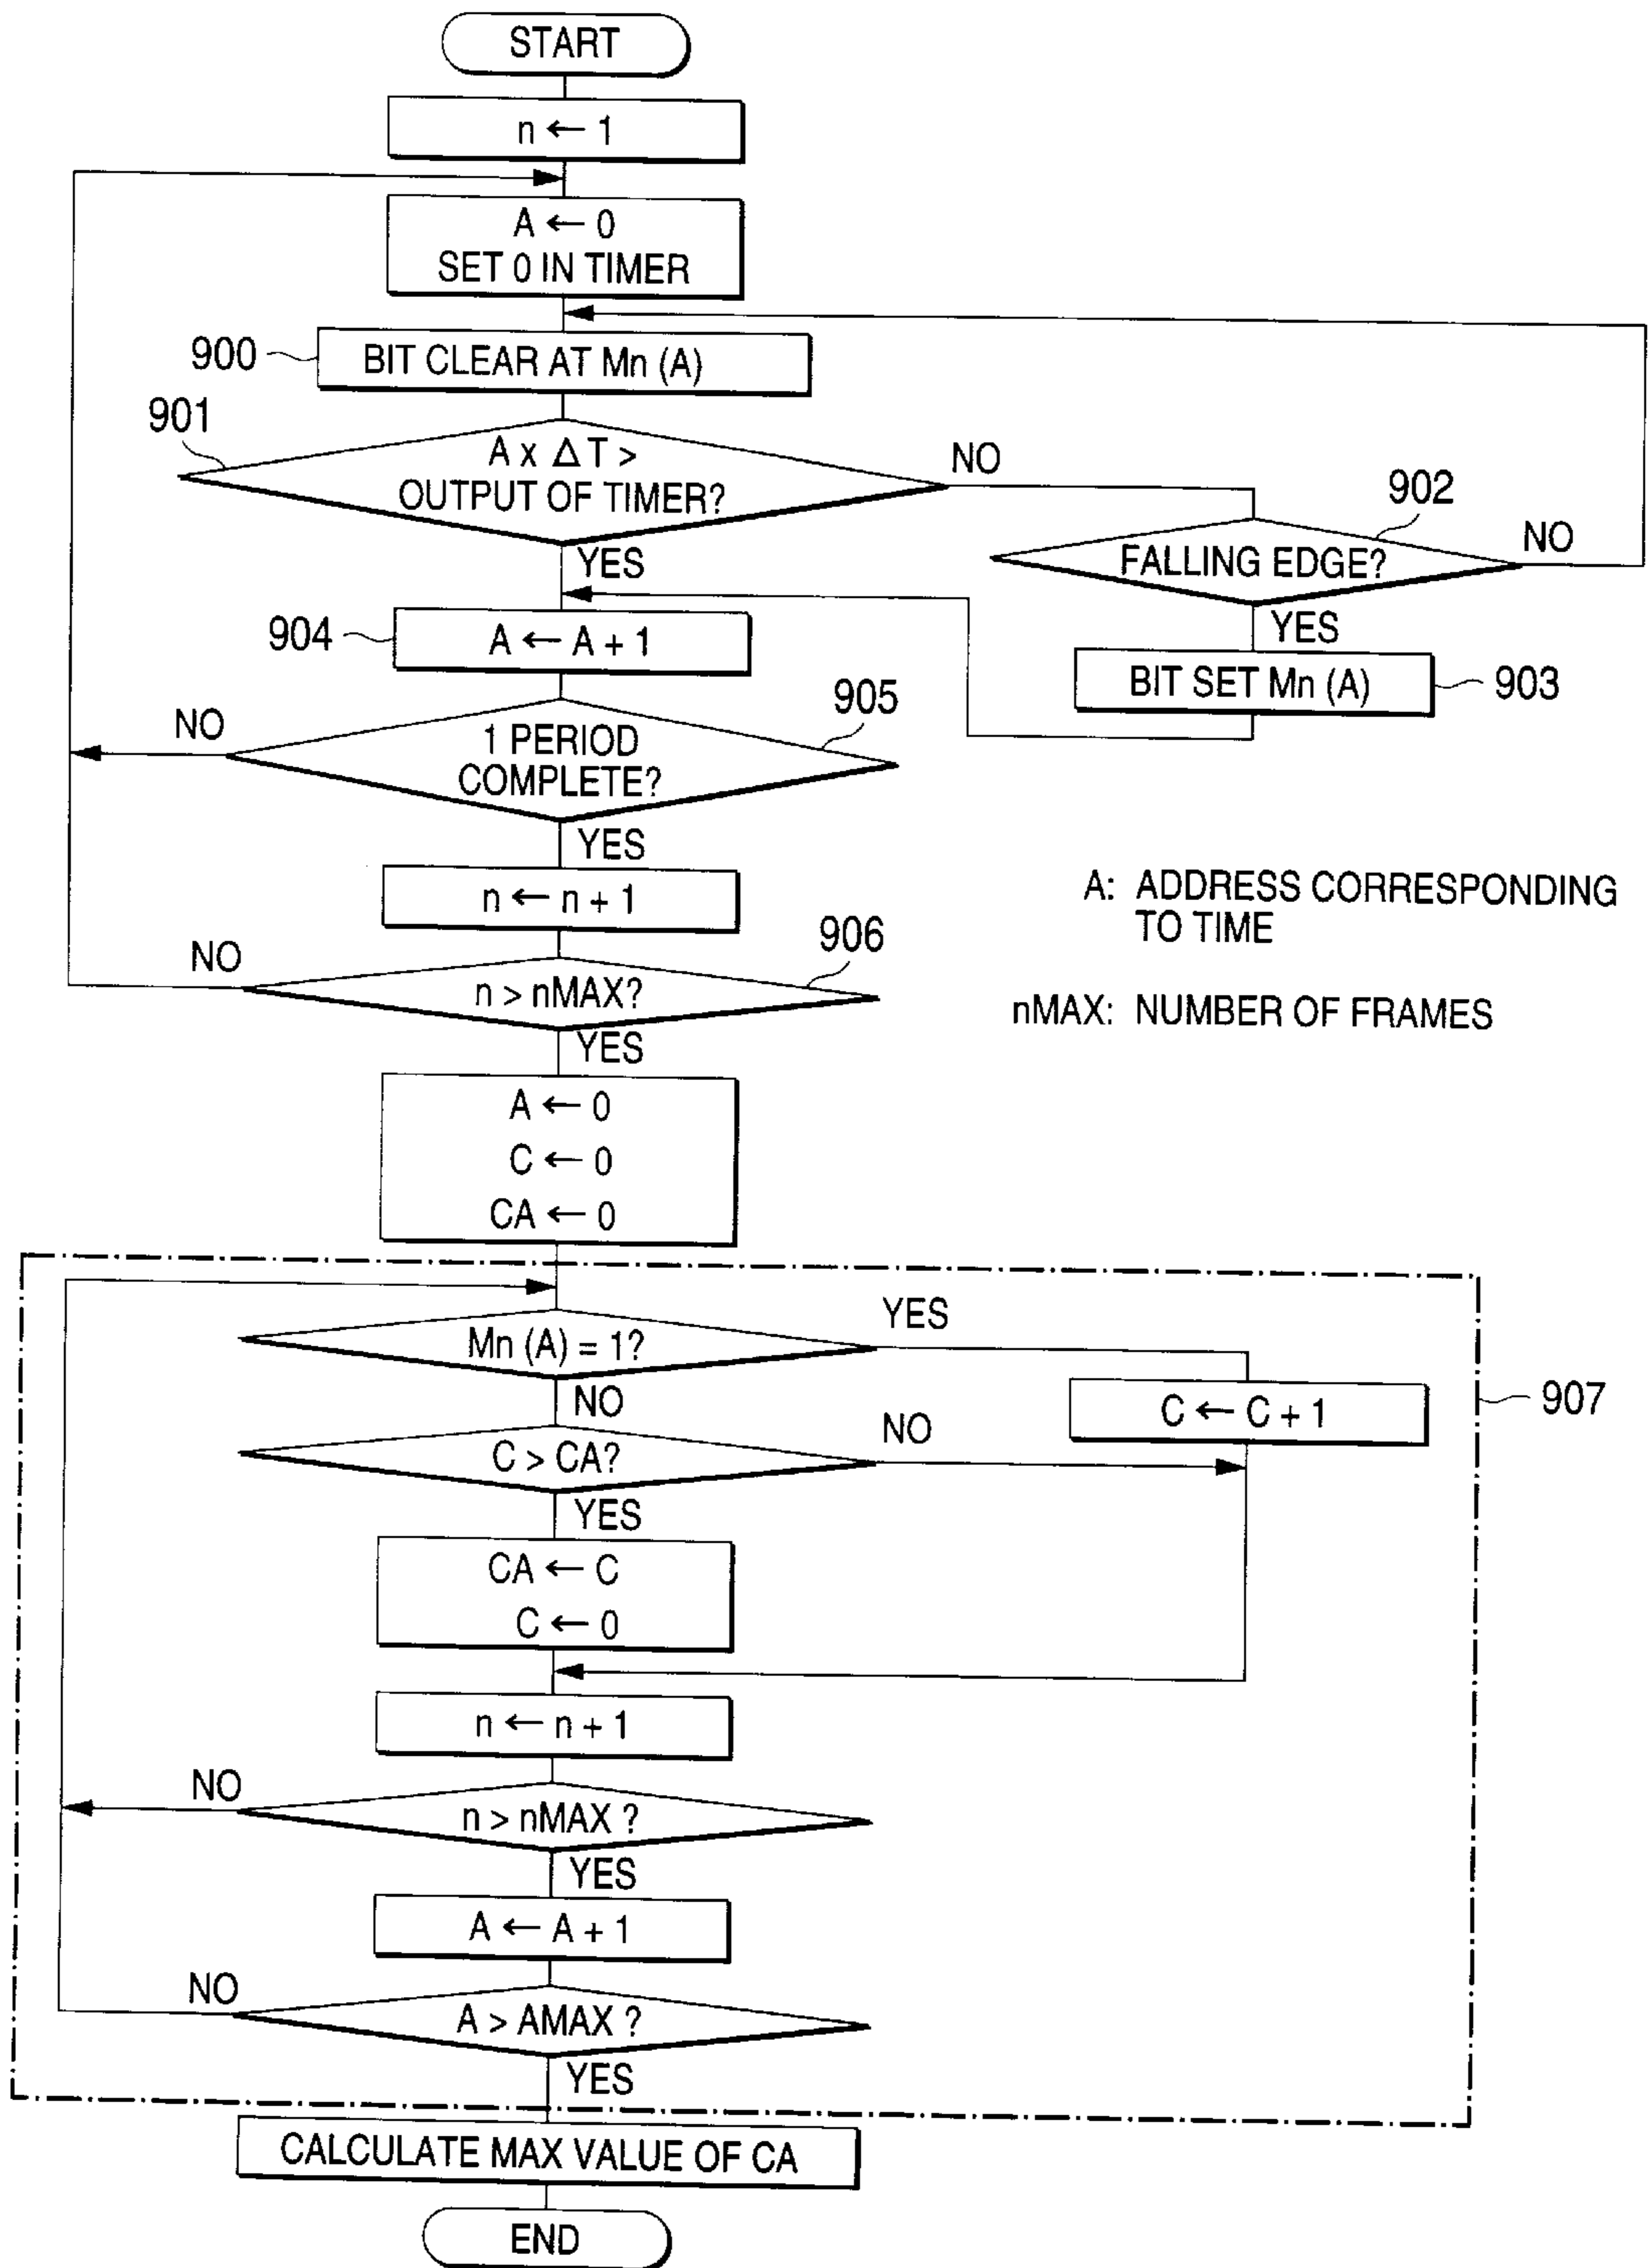 START
n ← 1
A ← 0
SET 0 IN TIMER
900
BIT CLEAR AT Mn (A)
901
A x Δ T >
OUTPUT OF TIMER?
NO
902
FALLING EDGE?
NO
YES
YES
904
A ← A + 1
BIT SET Mn (A)
903
905
NO
1 PERIOD
COMPLETE?
YES
n ← n + 1
A: ADDRESS CORRESPONDING
TO TIME
906
NO
n > nMAX?
nMAX: NUMBER OF FRAMES
YES
A ← 0
C ← 0
CA ← 0
Mn (A) = 1?
YES
907
C ← C + 1
NO
C > CA?
NO
YES
CA ← C
C ← 0
n ← n + 1
NO
n > nMAX ?
YES
A ← A + 1
NO
A > AMAX ?
YES
CALCULATE MAX VALUE OF CA
END